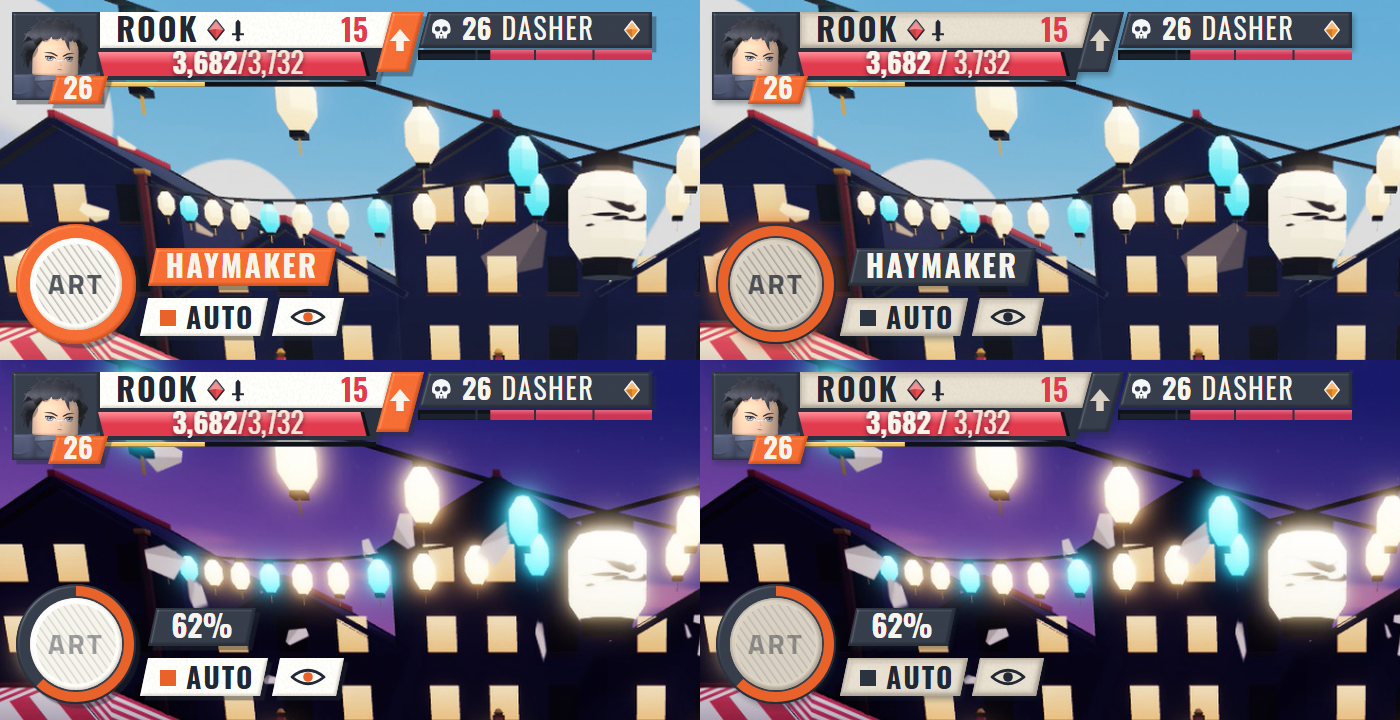 ROOK 15 26 DASHER
3,682/3,732
26
ART
HAYMAKER
AUTO
ROOK 15 26 DASHER
3,682 / 3,732
26
ART
HAYMAKER
AUTO
ROOK 15 26 DASHER
3,682/3,732
26
ART
62%
AUTO
ROOK 15 26 DASHER
3,682 / 3,732
26
ART
62%
AUTO